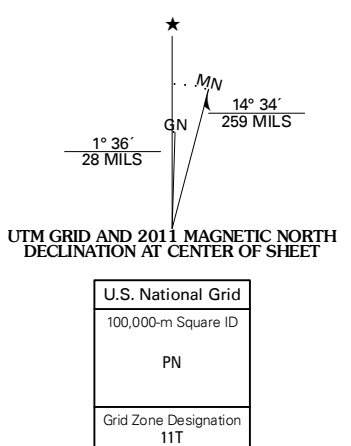 ★
MN
14° 34´
259 MILS
GN
1° 36´
28 MILS
UTM GRID AND 2011 MAGNETIC NORTH
DECLINATION AT CENTER OF SHEET
U.S. National Grid
100,000-m Square ID
PN
Grid Zone Designation
11T